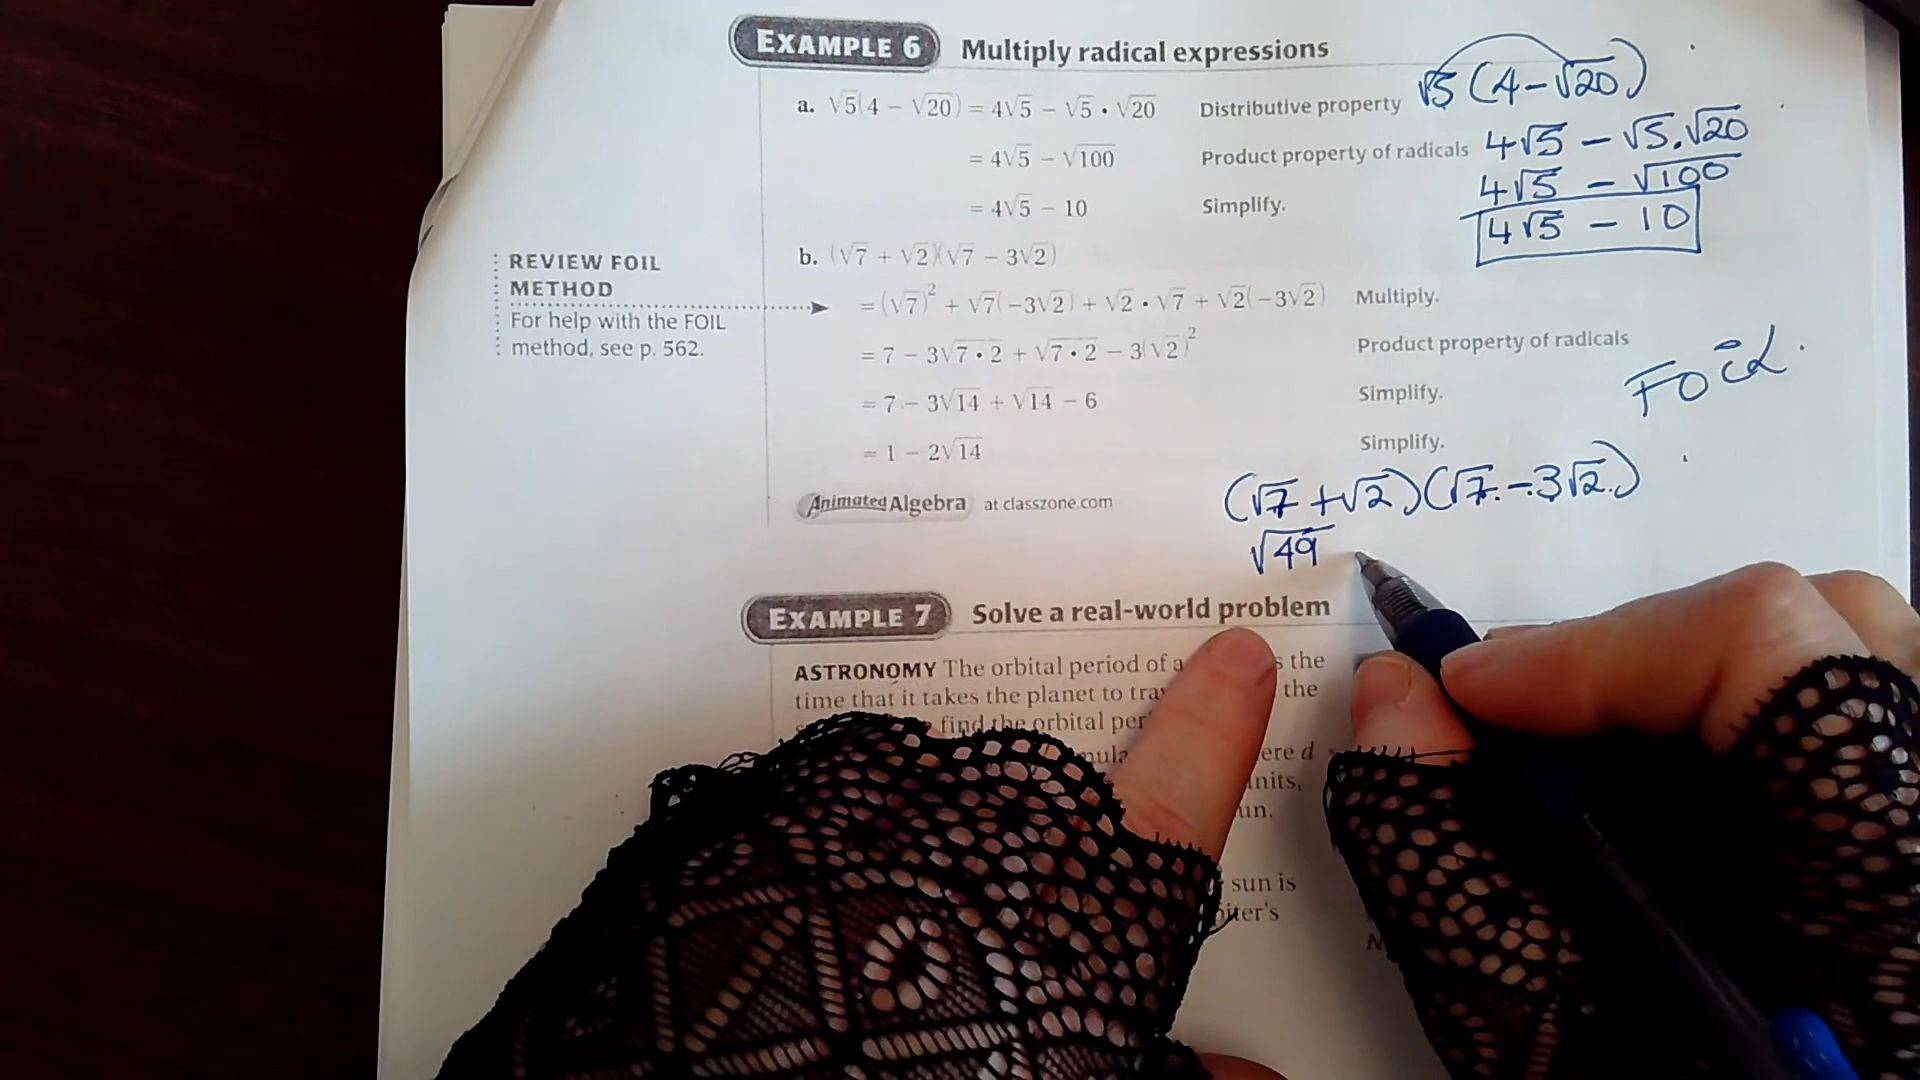 EXAMPLE 6 Multiply radical expressions
a. √5(4 − √20) = 4√5 − √5 • √20 Distributive property
= 4√5 − √100 Product property of radicals
= 4√5 − 10 Simplify.
√5 (4 − √20)
4√5 − √5.√20
4√5 − √100
4√5 − 10
REVIEW FOIL
METHOD
For help with the FOIL
method, see p. 562.
b. (√7 + √2)(√7 − 3√2)
= (√7)² + √7(−3√2) + √2 • √7 + √2(−3√2) Multiply.
= 7 − 3√7 • 2 + √7 • 2 − 3(√2)² Product property of radicals
= 7 − 3√14 + √14 − 6 Simplify.
= 1 − 2√14 Simplify.
Animated Algebra at classzone.com
(√7 + √2)(√7 − 3√2)
√49
EXAMPLE 7 Solve a real-world problem
ASTRONOMY The orbital period of a the
time that it takes the planet to the
find the orbital
d
sun is